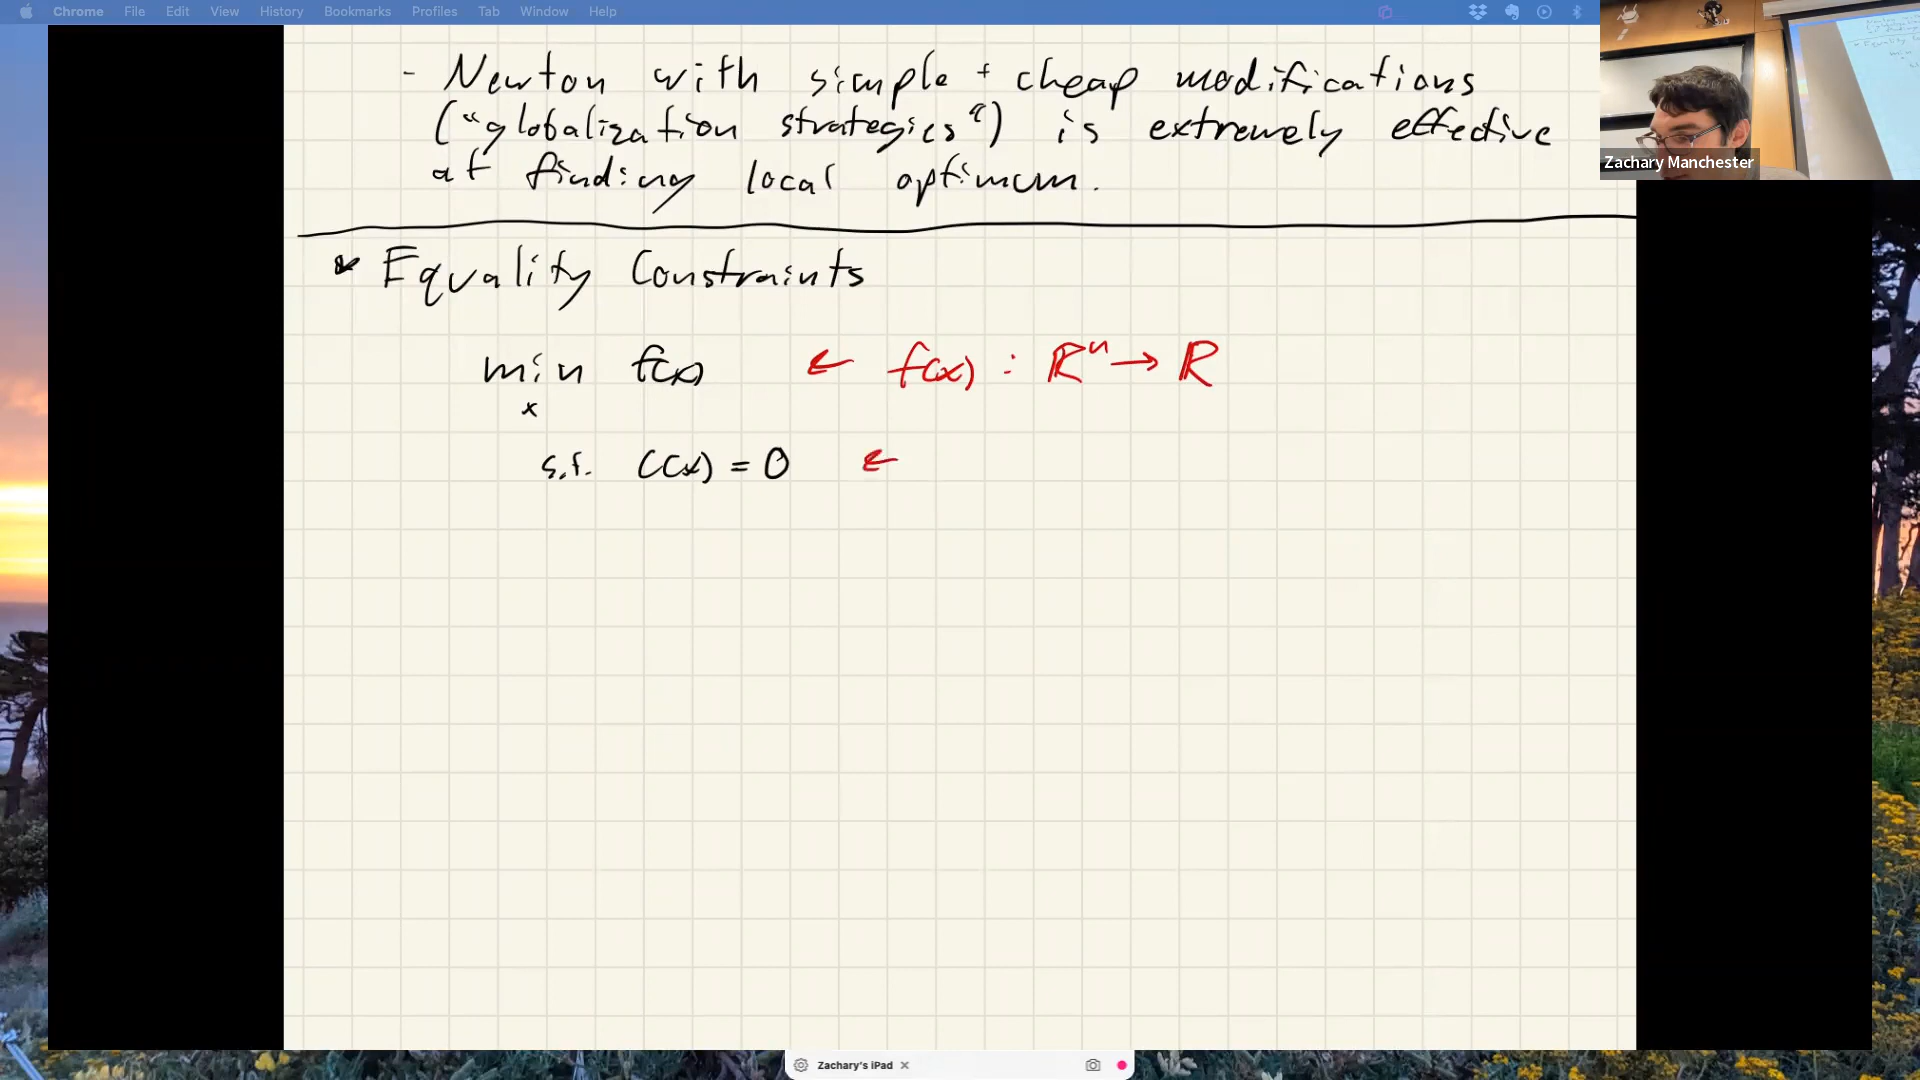 Chrome File Edit View History Bookmarks Profiles Tab Window Help
- Newton with simple + cheap modifications
("globalization strategies") is extremely effective
at finding local optimum.
Zachary Manchester
* Equality Constraints
min f(x) ← f(x) : ℝⁿ → ℝ
x
s.t. C(x) = 0 ←
Zachary's iPad